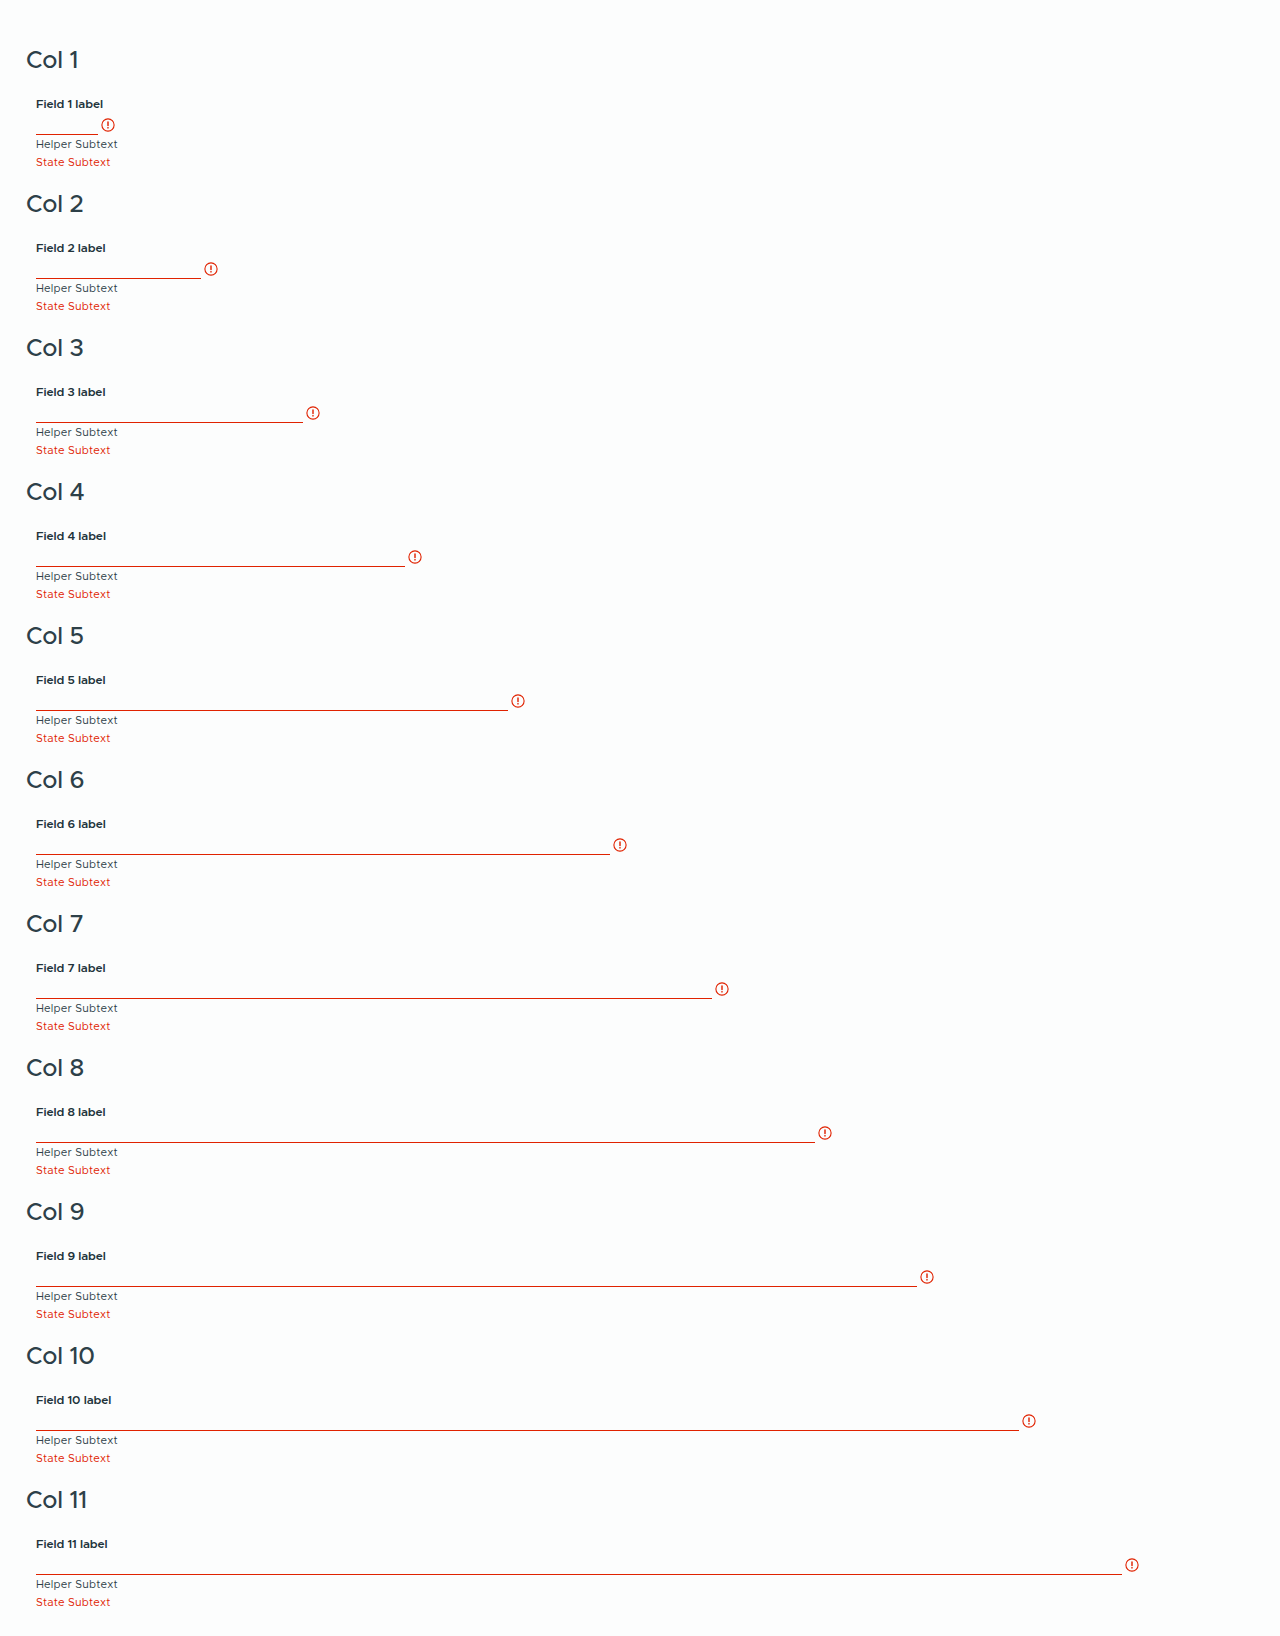 Col 1
Field 1 label
Helper Subtext
State Subtext
Col 2
Field 2 label
Helper Subtext
State Subtext
Col 3
Field 3 label
Helper Subtext
State Subtext
Col 4
Field 4 label
Helper Subtext
State Subtext
Col 5
Field 5 label
Helper Subtext
State Subtext
Col 6
Field 6 label
Helper Subtext
State Subtext
Col 7
Field 7 label
Helper Subtext
State Subtext
Col 8
Field 8 label
Helper Subtext
State Subtext
Col 9
Field 9 label
Helper Subtext
State Subtext
Col 10
Field 10 label
Helper Subtext
State Subtext
Col 11
Field 11 label
Helper Subtext
State Subtext